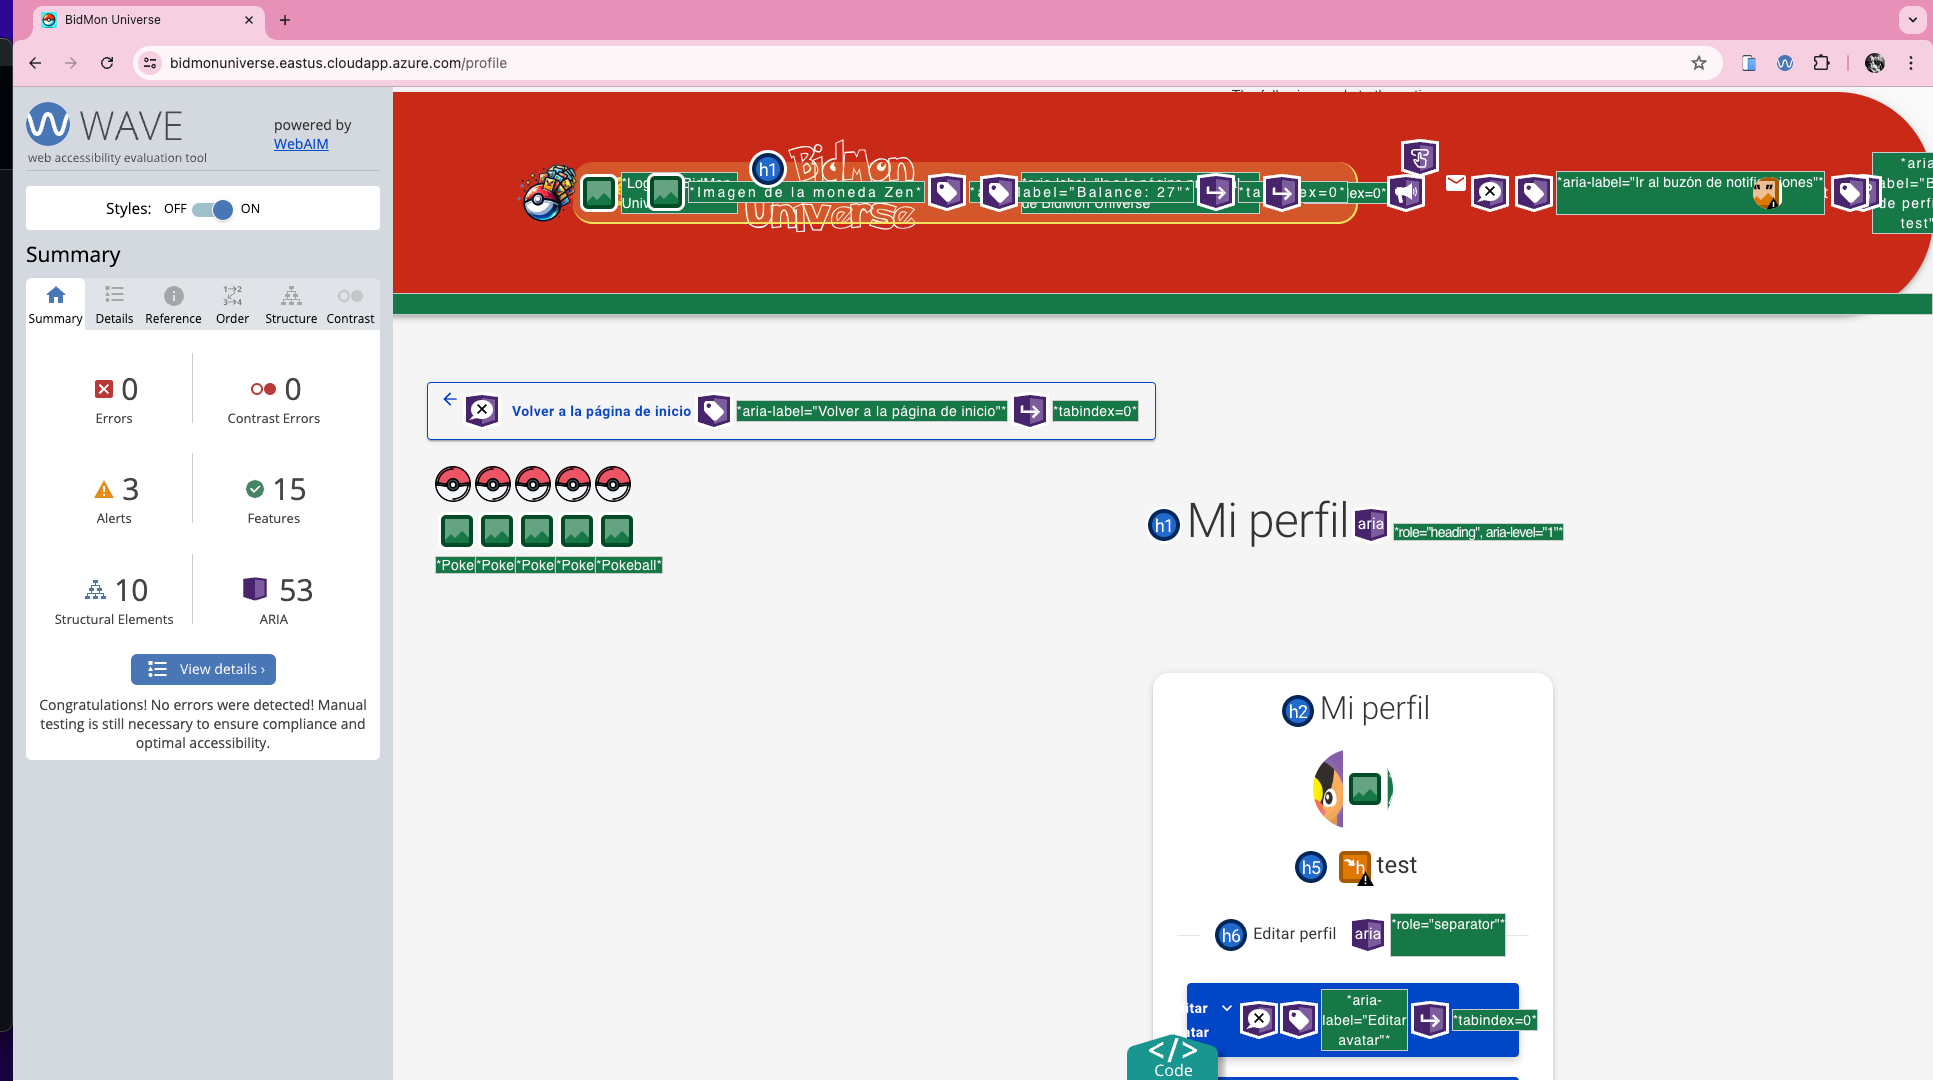 BidMon Universe
bidmonuniverse.eastus.cloudapp.azure.com/profile
WAVE
web accessibility evaluation tool
powered by
WebAIM
Styles: OFF ON
Summary
Summary
Details
Reference
Order
Structure
Contrast
0
Errors
0
Contrast Errors
3
Alerts
15
Features
10
Structural Elements
53
ARIA
View details ›
Congratulations! No errors were detected! Manual
testing is still necessary to ensure compliance and
optimal accessibility.
h1
BidMon
Universe
*Imagen de la moneda Zen*
label="Balance: 27"*
de BidMon Universe
ex=0*
ex=0*
*aria-label="Ir al buzón de notificaciones"*
*aria
de perfi
test"
Volver a la página de inicio
*aria-label="Volver a la página de inicio"*
*tabindex=0*
*Poke *Poke *Poke *Poke *Pokeball*
h1 Mi perfil aria *role="heading", aria-level="1"*
h2 Mi perfil
h5 h test
h6 Editar perfil aria *role="separator"*
itar
atar
*aria-
label="Editar
avatar"*
*tabindex=0*
</>
Code